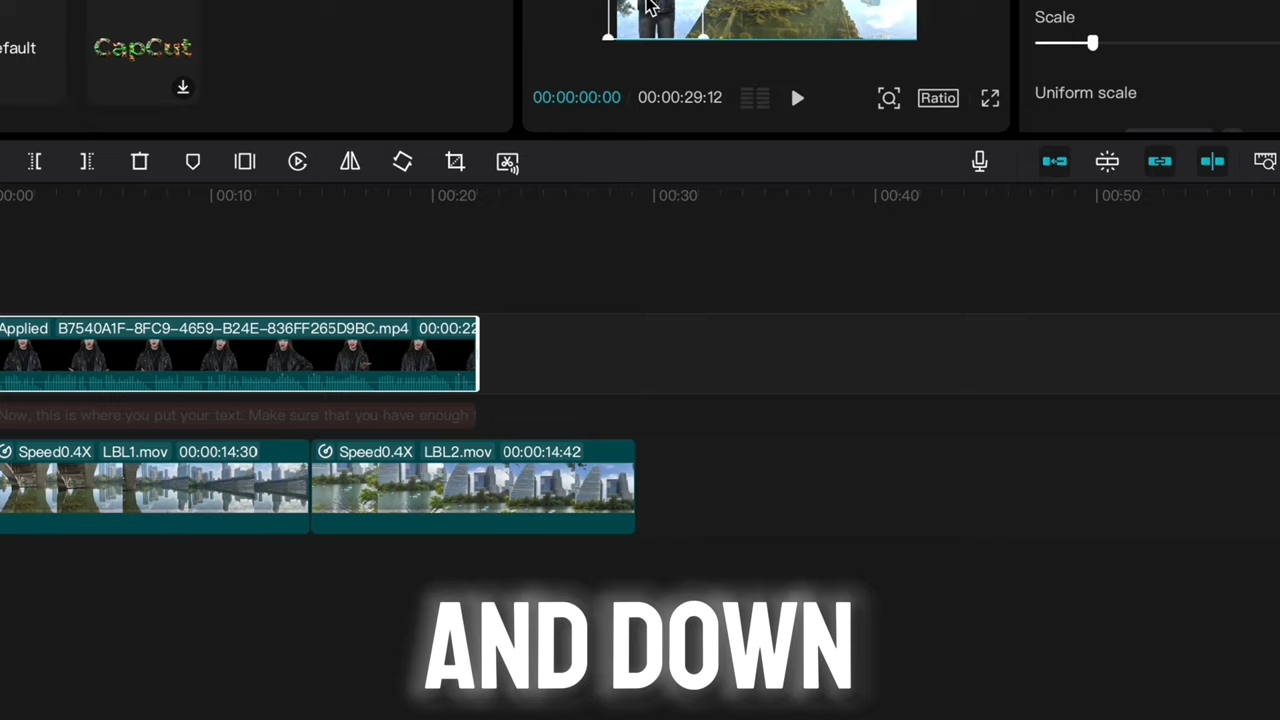 efault
CapCut
Scale
00:00:00:00 00:00:29:12
Ratio
Uniform scale
00:00
00:10
00:20
00:30
00:40
00:50
Applied B7540A1F-8FC9-4659-B24E-836FF265D9BC.mp4 00:00:22
Now, this is where you put your text. Make sure that you have enough
Speed0.4X LBL1.mov 00:00:14:30
Speed0.4X LBL2.mov 00:00:14:42
AND DOWN